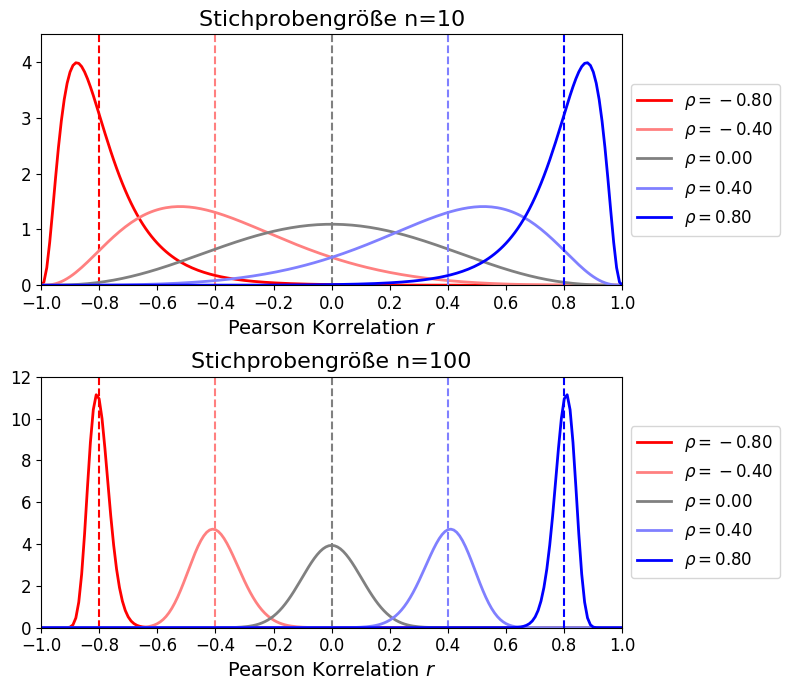 Stichprobengröße n=10
4
3
2
1
0
−1.0 −0.8 −0.6 −0.4 −0.2 0.0 0.2 0.4 0.6 0.8 1.0
Pearson Korrelation r
ρ = −0.80
ρ = −0.40
ρ = 0.00
ρ = 0.40
ρ = 0.80
Stichprobengröße n=100
12
10
8
6
4
2
0
−1.0 −0.8 −0.6 −0.4 −0.2 0.0 0.2 0.4 0.6 0.8 1.0
Pearson Korrelation r
ρ = −0.80
ρ = −0.40
ρ = 0.00
ρ = 0.40
ρ = 0.80